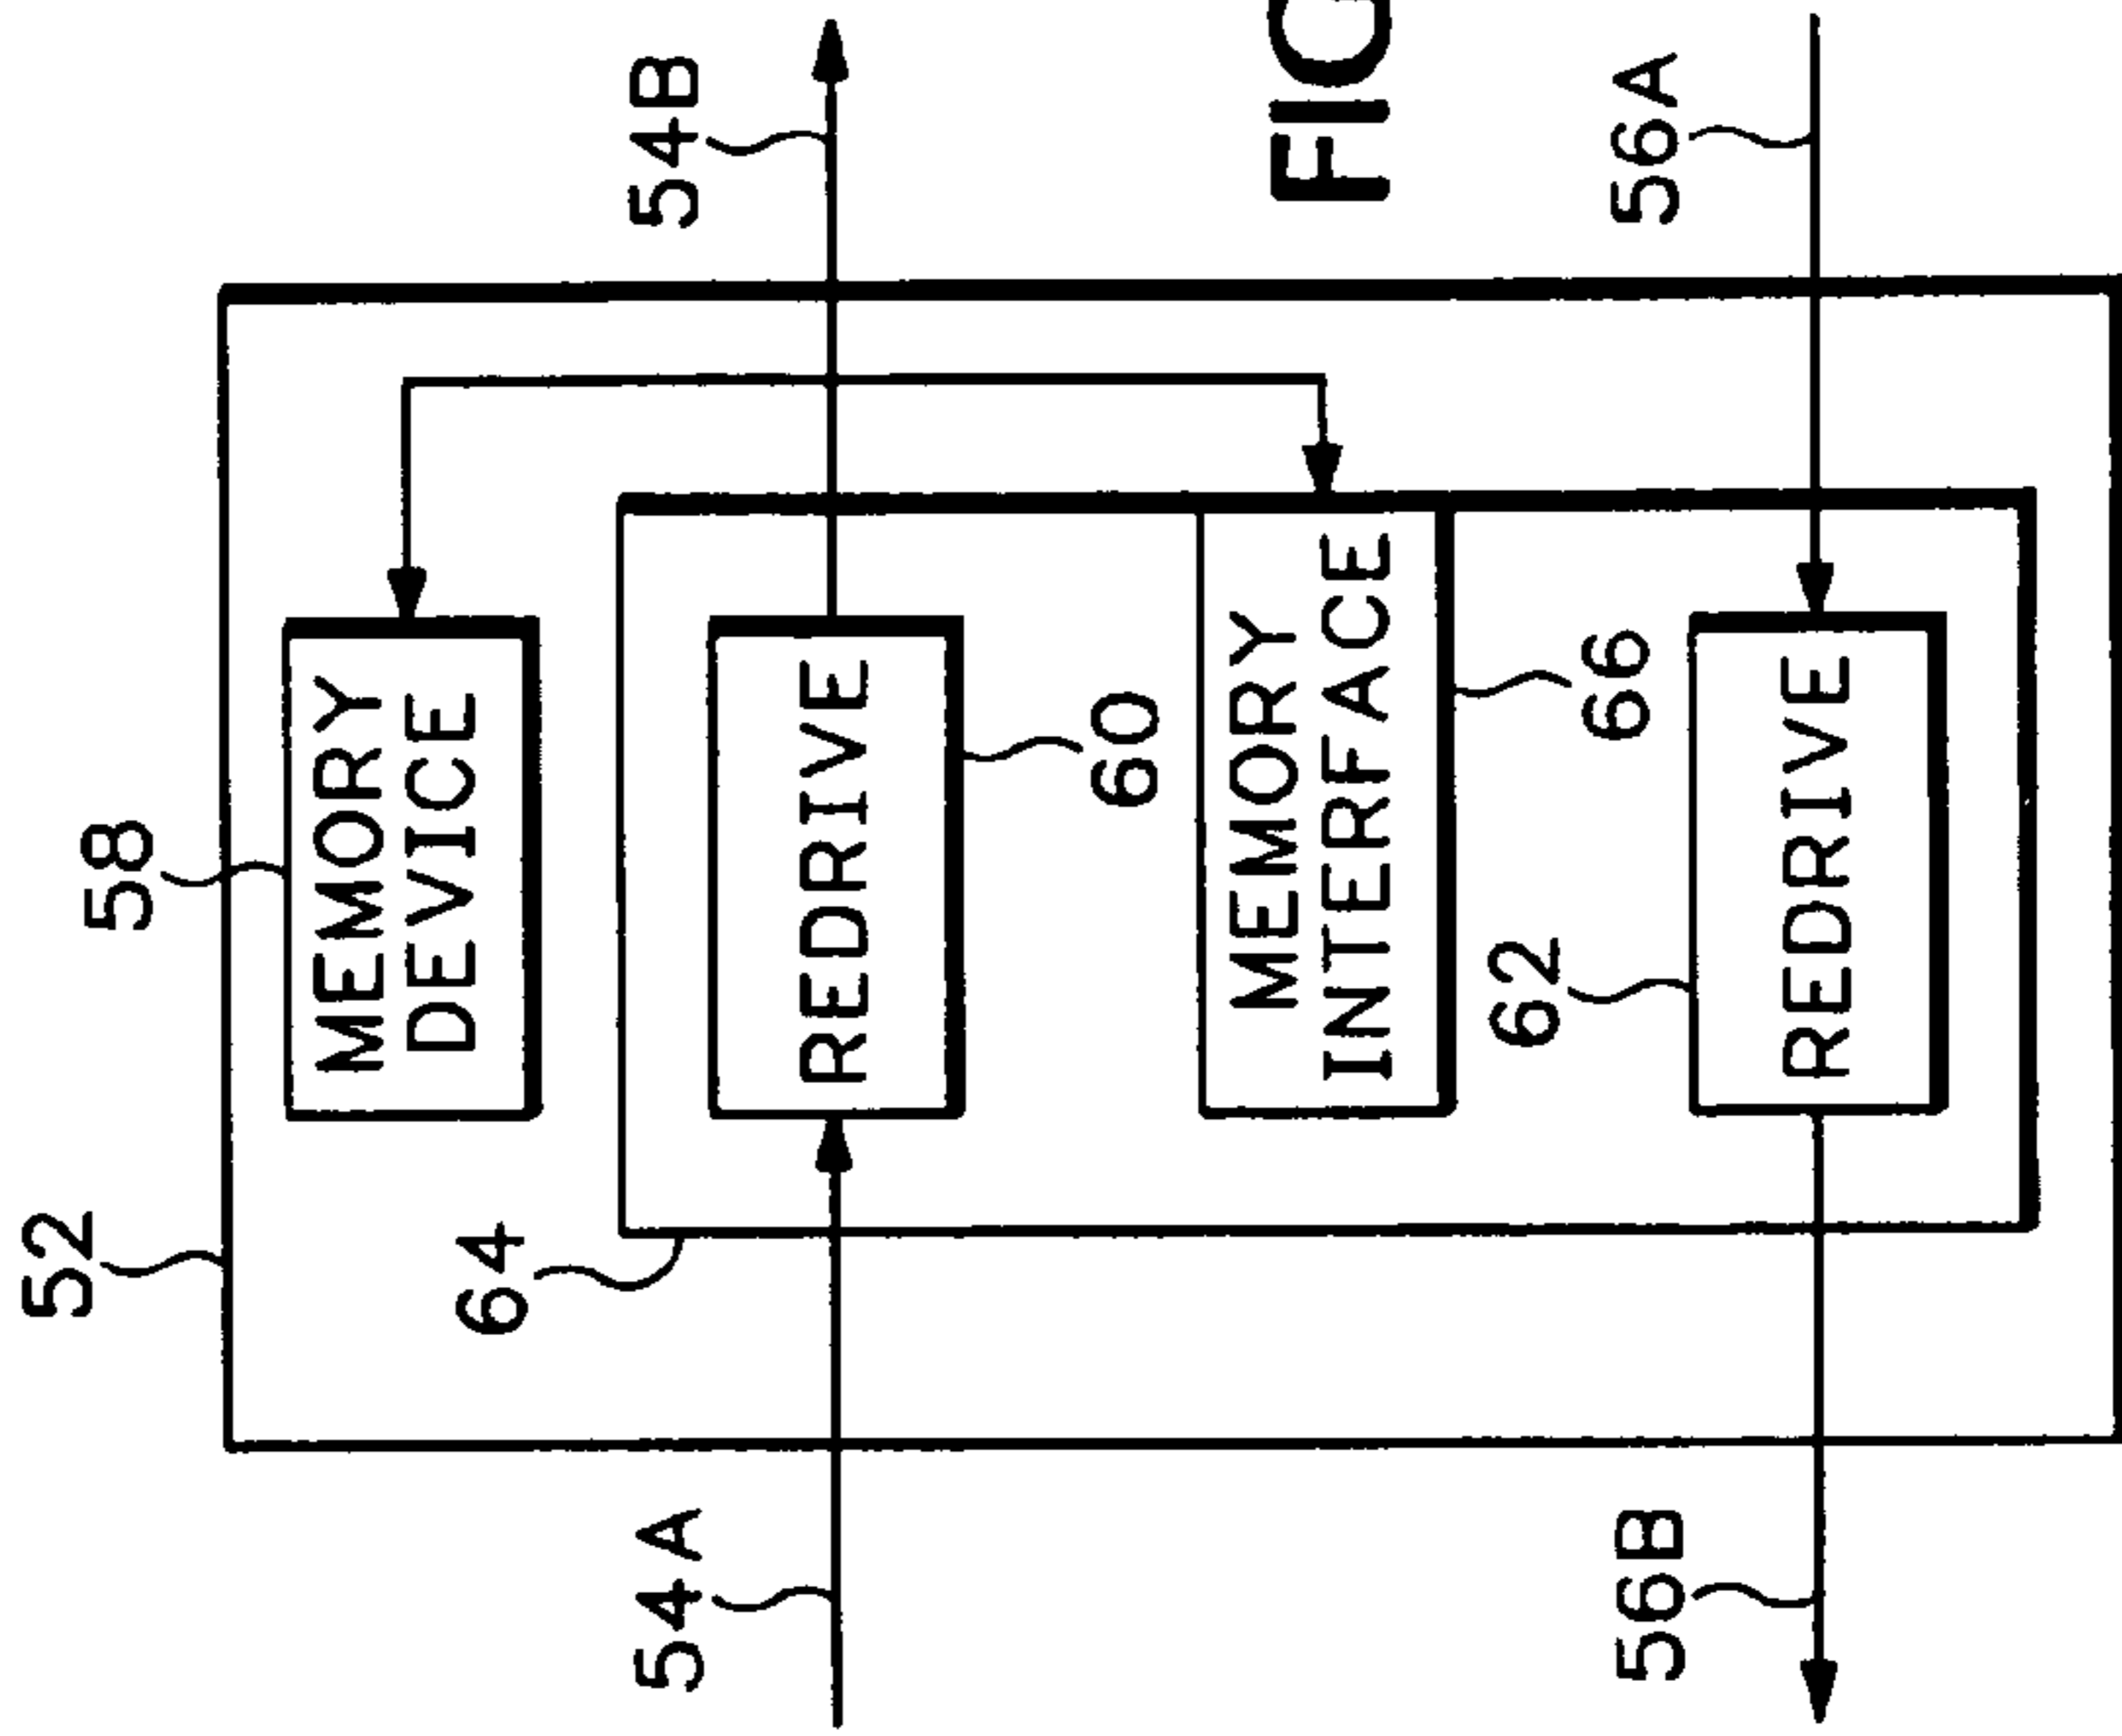 52
58
MEMORY
DEVICE
64
54A
54B
REDRIVE
60
MEMORY
INTERFACE
66
FIG
62
56B
56A
REDRIVE